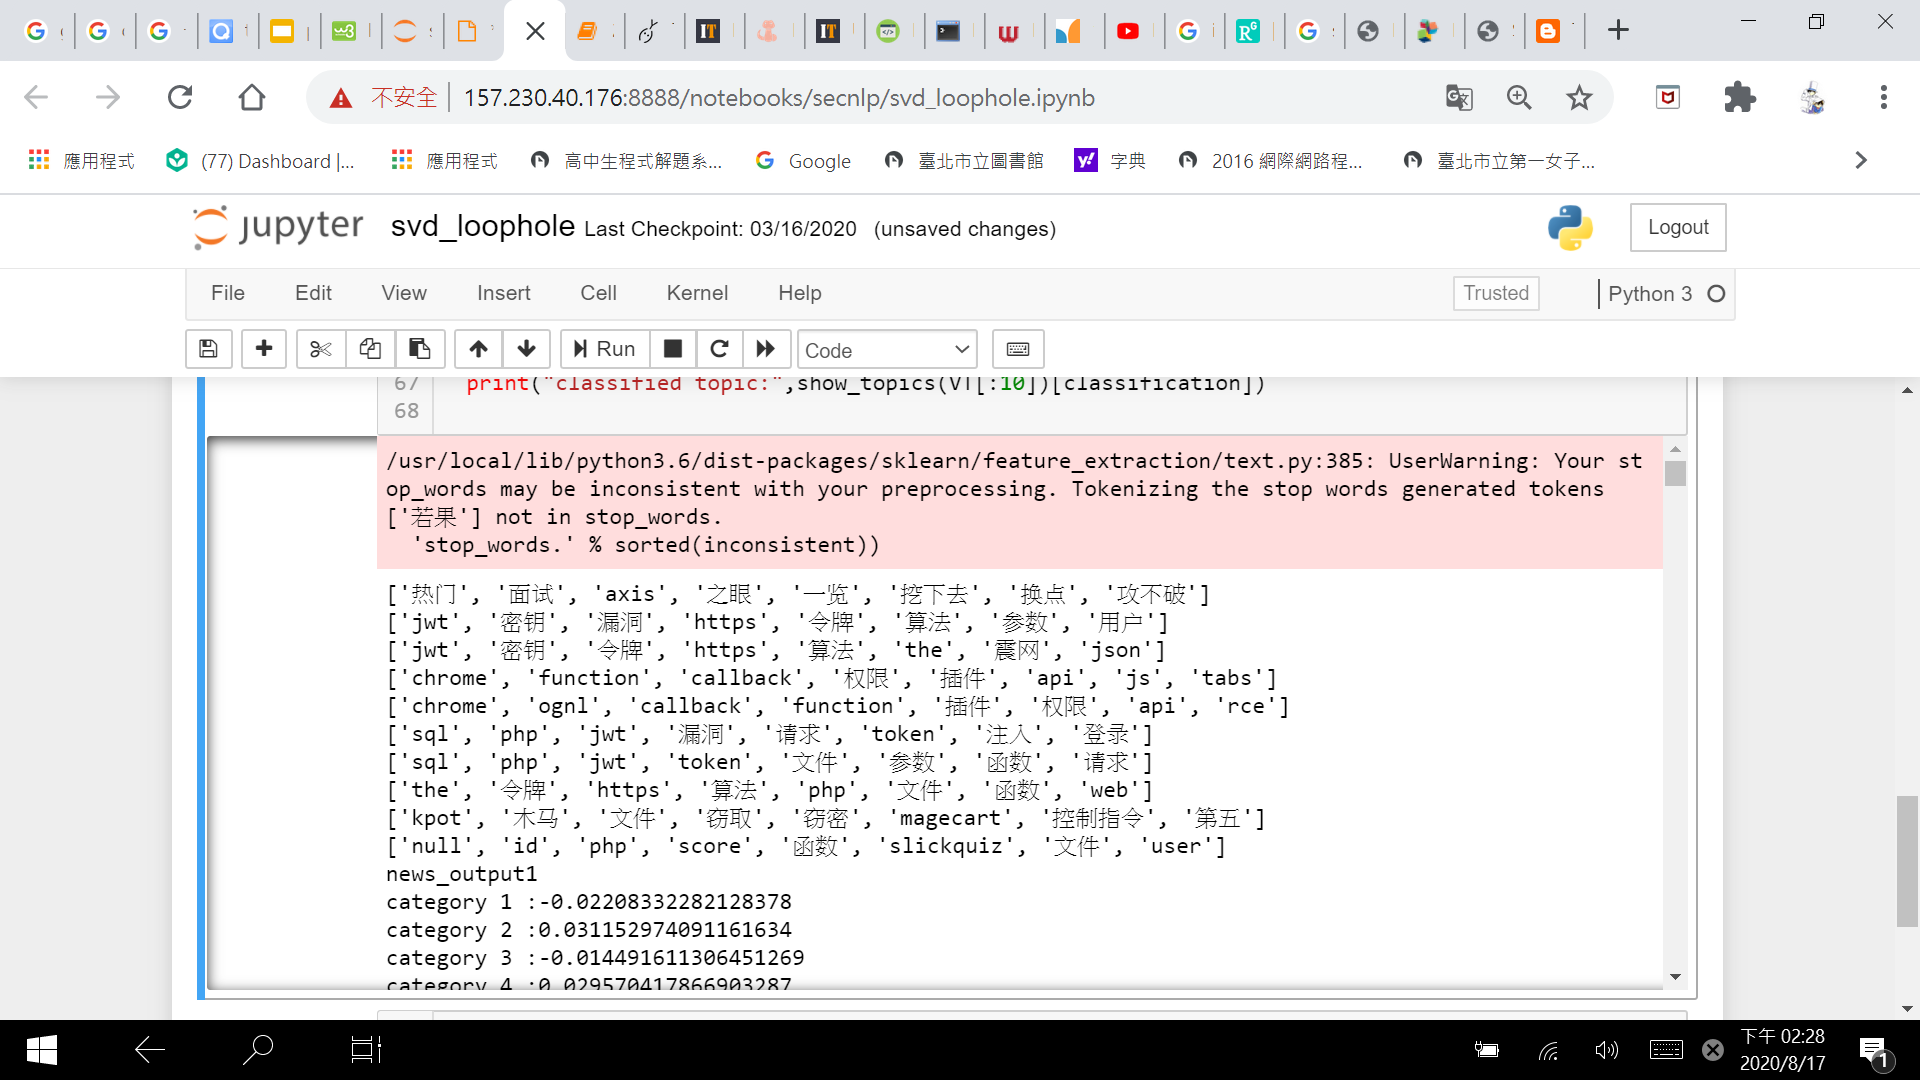 不安全 157.230.40.176:8888/notebooks/secnlp/svd_loophole.ipynb
應用程式 (77) Dashboard |... 應用程式 高中生程式解題系... Google 臺北市立圖書館 字典 2016 網際網路程... 臺北市立第一女子...
jupyter svd_loophole Last Checkpoint: 03/16/2020 (unsaved changes) Logout
File Edit View Insert Cell Kernel Help Trusted Python 3
Run Code
67 print("classified topic:",show_topics(VT[:10])[classification])
68
/usr/local/lib/python3.6/dist-packages/sklearn/feature_extraction/text.py:385: UserWarning: Your st
op_words may be inconsistent with your preprocessing. Tokenizing the stop words generated tokens
['若果'] not in stop_words.
'stop_words.' % sorted(inconsistent))
['热门', '面试', 'axis', '之眼', '一览', '挖下去', '换点', '攻不破']
['jwt', '密钥', '漏洞', 'https', '令牌', '算法', '参数', '用户']
['jwt', '密钥', '令牌', 'https', '算法', 'the', '震网', 'json']
['chrome', 'function', 'callback', '权限', '插件', 'api', 'js', 'tabs']
['chrome', 'ognl', 'callback', 'function', '插件', '权限', 'api', 'rce']
['sql', 'php', 'jwt', '漏洞', '请求', 'token', '注入', '登录']
['sql', 'php', 'jwt', 'token', '文件', '参数', '函数', '请求']
['the', '令牌', 'https', '算法', 'php', '文件', '函数', 'web']
['kpot', '木马', '文件', '窃取', '窃密', 'magecart', '控制指令', '第五']
['null', 'id', 'php', 'score', '函数', 'slickquiz', '文件', 'user']
news_output1
category 1 :-0.02208332282128378
category 2 :0.031152974091161634
category 3 :-0.014491611306451269
category 4 :0.029570417866903287
下午 02:28
2020/8/17
1